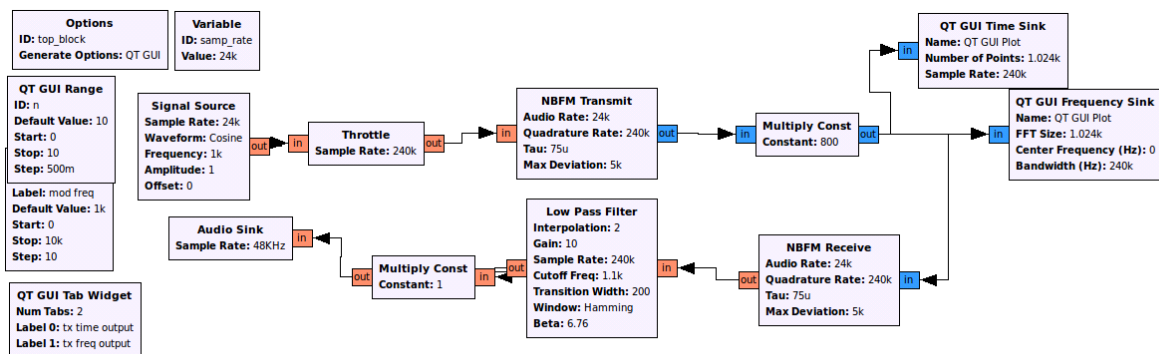 Options
ID: top_block
Generate Options: QT GUI
Variable
ID: samp_rate
Value: 24k
QT GUI Range
ID: n
Default Value: 10
Start: 0
Stop: 10
Step: 500m
Label: mod freq
Default Value: 1k
Start: 0
Stop: 10k
Step: 10
QT GUI Tab Widget
Num Tabs: 2
Label 0: tx time output
Label 1: tx freq output
Signal Source
Sample Rate: 24k
Waveform: Cosine
Frequency: 1k
Amplitude: 1
Offset: 0
out
in
Throttle
Sample Rate: 240k
out
in
NBFM Transmit
Audio Rate: 24k
Quadrature Rate: 240k
Tau: 75u
Max Deviation: 5k
out
in
Multiply Const
Constant: 800
out
in
QT GUI Time Sink
Name: QT GUI Plot
Number of Points: 1.024k
Sample Rate: 240k
in
QT GUI Frequency Sink
Name: QT GUI Plot
FFT Size: 1.024k
Center Frequency (Hz): 0
Bandwidth (Hz): 240k
Audio Sink
Sample Rate: 48KHz
in
out
Multiply Const
Constant: 1
in
out
Low Pass Filter
Interpolation: 2
Gain: 10
Sample Rate: 240k
Cutoff Freq: 1.1k
Transition Width: 200
Window: Hamming
Beta: 6.76
in
out
NBFM Receive
Audio Rate: 24k
Quadrature Rate: 240k
Tau: 75u
Max Deviation: 5k
in